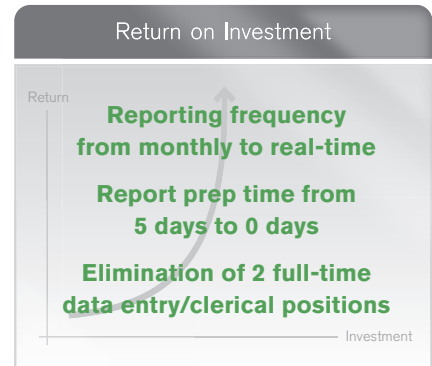 Return on Investment
Return
Reporting frequency
from monthly to real-time
Report prep time from
5 days to 0 days
Elimination of 2 full-time
data entry/clerical positions
Investment